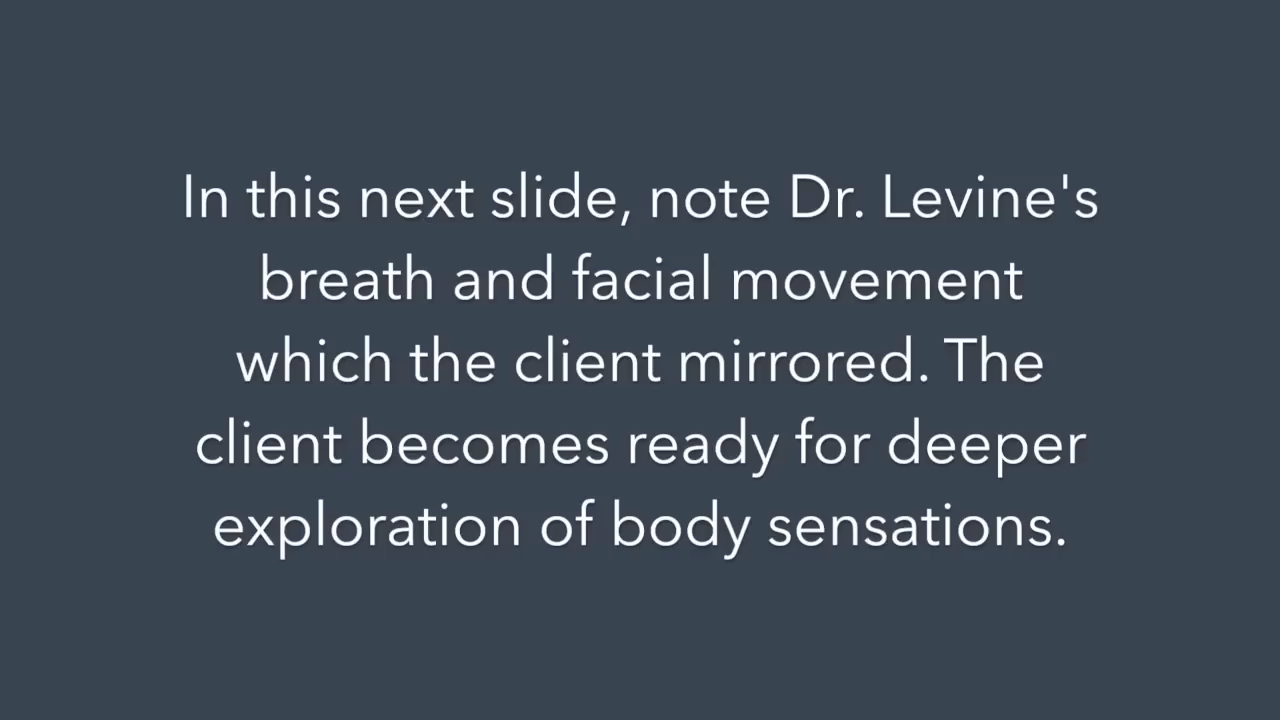 In this next slide, note Dr. Levine's
breath and facial movement
which the client mirrored. The
client becomes ready for deeper
exploration of body sensations.